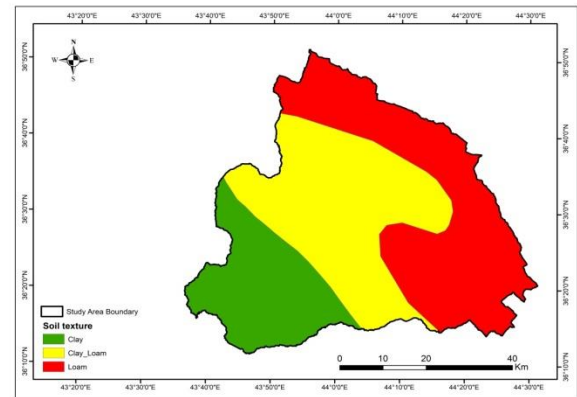 43°20'0"E 43°30'0"E 43°40'0"E 43°50'0"E 44°0'0"E 44°10'0"E 44°20'0"E 44°30'0"E
N
W E
S
36°50'0"N 36°50'0"N
36°40'0"N 36°40'0"N
36°30'0"N 36°30'0"N
36°20'0"N 36°20'0"N
36°10'0"N 36°10'0"N
Study Area Boundary
Soil texture
Clay
Clay_Loam
Loam
0 10 20 40
Km
43°20'0"E 43°30'0"E 43°40'0"E 43°50'0"E 44°0'0"E 44°10'0"E 44°20'0"E 44°30'0"E